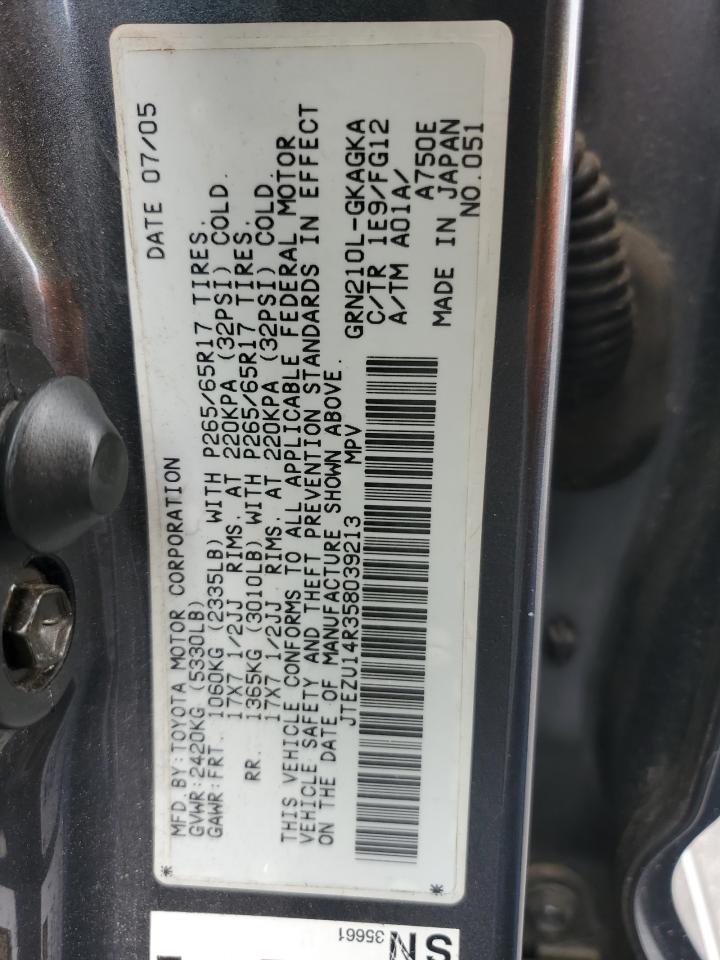 MFD. BY: TOYOTA MOTOR CORPORATION DATE 07/05
GVWR: 2420KG (5330LB)
GAWR: FRT. 1060KG (2335LB) WITH P265/65R17 TIRES.
17X7 1/2JJ RIMS. AT 220KPA (32PSI) COLD.
RR. 1365KG (3010LB) WITH P265/65R17 TIRES.
17X7 1/2JJ RIMS. AT 220KPA (32PSI) COLD.
THIS VEHICLE CONFORMS TO ALL APPLICABLE FEDERAL MOTOR
VEHICLE SAFETY AND THEFT PREVENTION STANDARDS IN EFFECT
ON THE DATE OF MANUFACTURE SHOWN ABOVE.
JTEZU14R358039213 MPV
GRN210L-GKAGKA
C/TR 1E9/FG12
A/TM A01A/
A750E
MADE IN JAPAN
NO.051
SN
35661